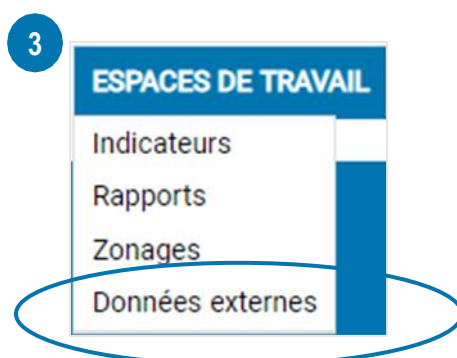 3
ESPACES DE TRAVAIL
Indicateurs
Rapports
Zonages
Données externes